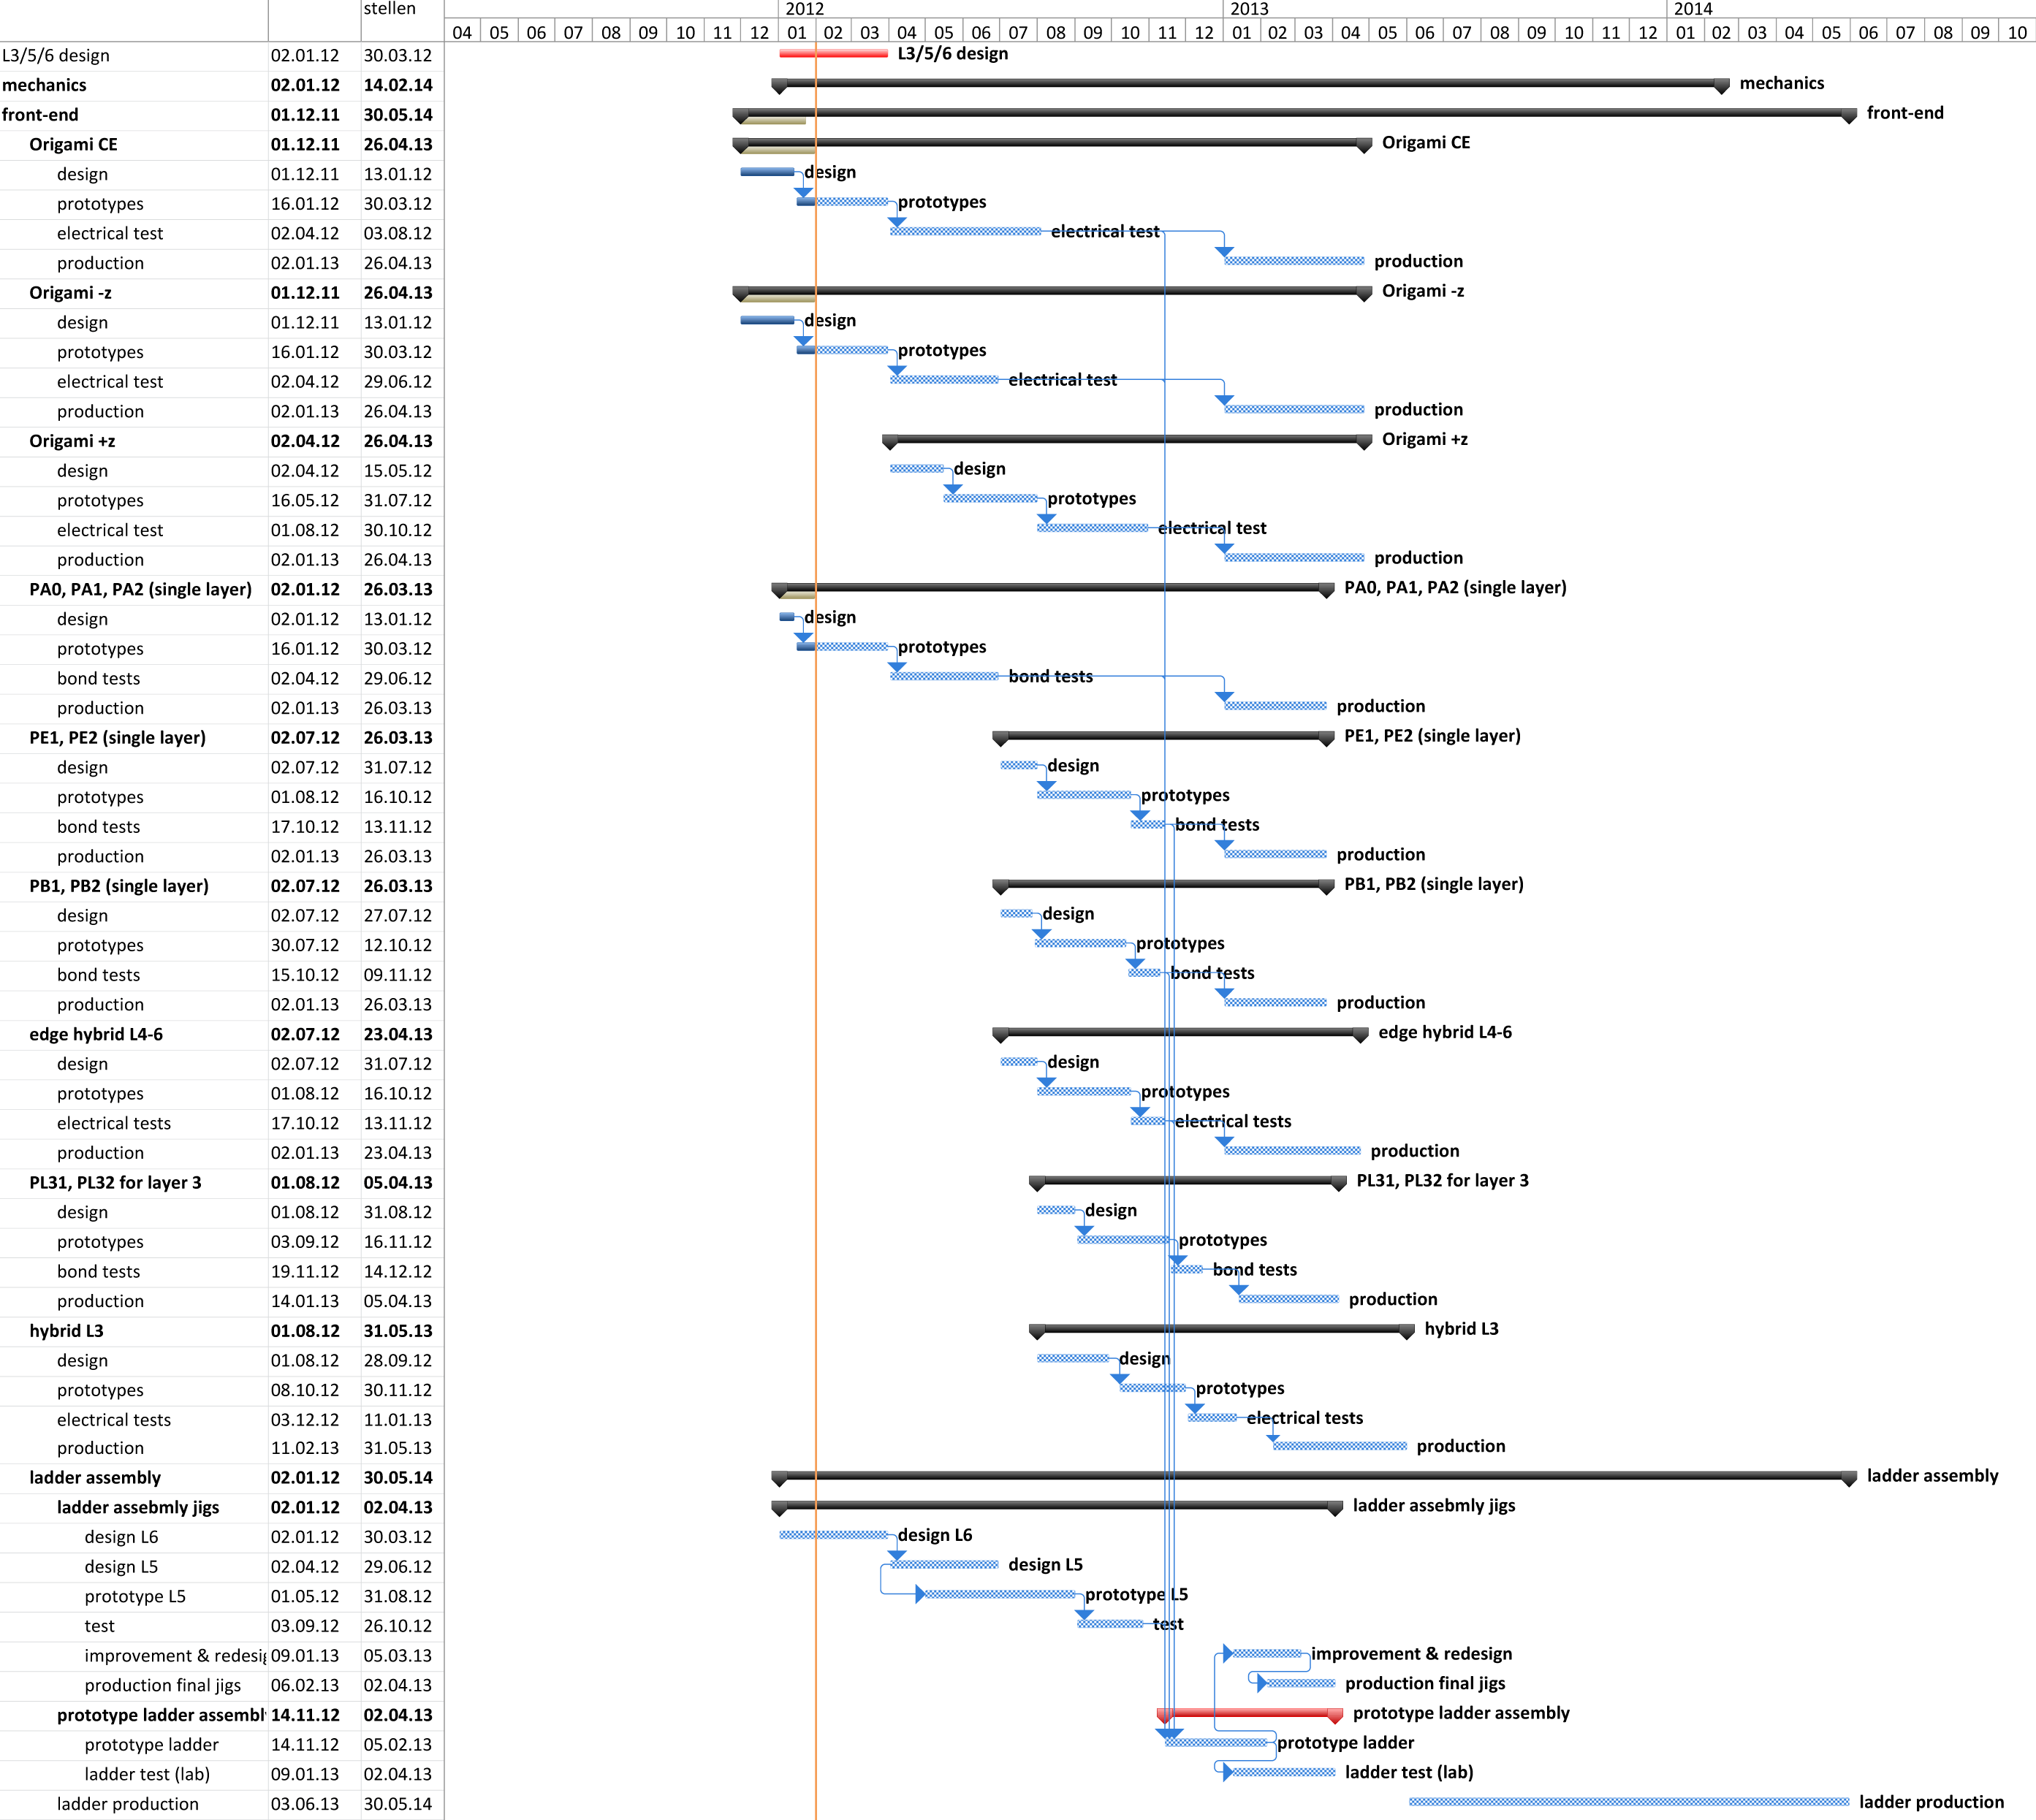 stellen 2012 2013 2014
04 05 06 07 08 09 10 11 12 01 02 03 04 05 06 07 08 09 10 11 12 01 02 03 04 05 06 07 08 09 10 11 12 01 02 03 04 05 06 07 08 09 10
L3/5/6 design 02.01.12 30.03.12 L3/5/6 design
mechanics 02.01.12 14.02.14 mechanics
front-end 01.12.11 30.05.14 front-end
Origami CE 01.12.11 26.04.13 Origami CE
design 01.12.11 13.01.12 design
prototypes 16.01.12 30.03.12 prototypes
electrical test 02.04.12 03.08.12 electrical test
production 02.01.13 26.04.13 production
Origami -z 01.12.11 26.04.13 Origami -z
design 01.12.11 13.01.12 design
prototypes 16.01.12 30.03.12 prototypes
electrical test 02.04.12 29.06.12 electrical test
production 02.01.13 26.04.13 production
Origami +z 02.04.12 26.04.13 Origami +z
design 02.04.12 15.05.12 design
prototypes 16.05.12 31.07.12 prototypes
electrical test 01.08.12 30.10.12 electrical test
production 02.01.13 26.04.13 production
PA0, PA1, PA2 (single layer) 02.01.12 26.03.13 PA0, PA1, PA2 (single layer)
design 02.01.12 13.01.12 design
prototypes 16.01.12 30.03.12 prototypes
bond tests 02.04.12 29.06.12 bond tests
production 02.01.13 26.03.13 production
PE1, PE2 (single layer) 02.07.12 26.03.13 PE1, PE2 (single layer)
design 02.07.12 31.07.12 design
prototypes 01.08.12 16.10.12 prototypes
bond tests 17.10.12 13.11.12 bond tests
production 02.01.13 26.03.13 production
PB1, PB2 (single layer) 02.07.12 26.03.13 PB1, PB2 (single layer)
design 02.07.12 27.07.12 design
prototypes 30.07.12 12.10.12 prototypes
bond tests 15.10.12 09.11.12 bond tests
production 02.01.13 26.03.13 production
edge hybrid L4-6 02.07.12 23.04.13 edge hybrid L4-6
design 02.07.12 31.07.12 design
prototypes 01.08.12 16.10.12 prototypes
electrical tests 17.10.12 13.11.12 electrical tests
production 02.01.13 23.04.13 production
PL31, PL32 for layer 3 01.08.12 05.04.13 PL31, PL32 for layer 3
design 01.08.12 31.08.12 design
prototypes 03.09.12 16.11.12 prototypes
bond tests 19.11.12 14.12.12 bond tests
production 14.01.13 05.04.13 production
hybrid L3 01.08.12 31.05.13 hybrid L3
design 01.08.12 28.09.12 design
prototypes 08.10.12 30.11.12 prototypes
electrical tests 03.12.12 11.01.13 electrical tests
production 11.02.13 31.05.13 production
ladder assembly 02.01.12 30.05.14 ladder assembly
ladder assebmly jigs 02.01.12 02.04.13 ladder assebmly jigs
design L6 02.01.12 30.03.12 design L6
design L5 02.04.12 29.06.12 design L5
prototype L5 01.05.12 31.08.12 prototype L5
test 03.09.12 26.10.12 test
improvement & redesig 09.01.13 05.03.13 improvement & redesign
production final jigs 06.02.13 02.04.13 production final jigs
prototype ladder assembl 14.11.12 02.04.13 prototype ladder assembly
prototype ladder 14.11.12 05.02.13 prototype ladder
ladder test (lab) 09.01.13 02.04.13 ladder test (lab)
ladder production 03.06.13 30.05.14 ladder production